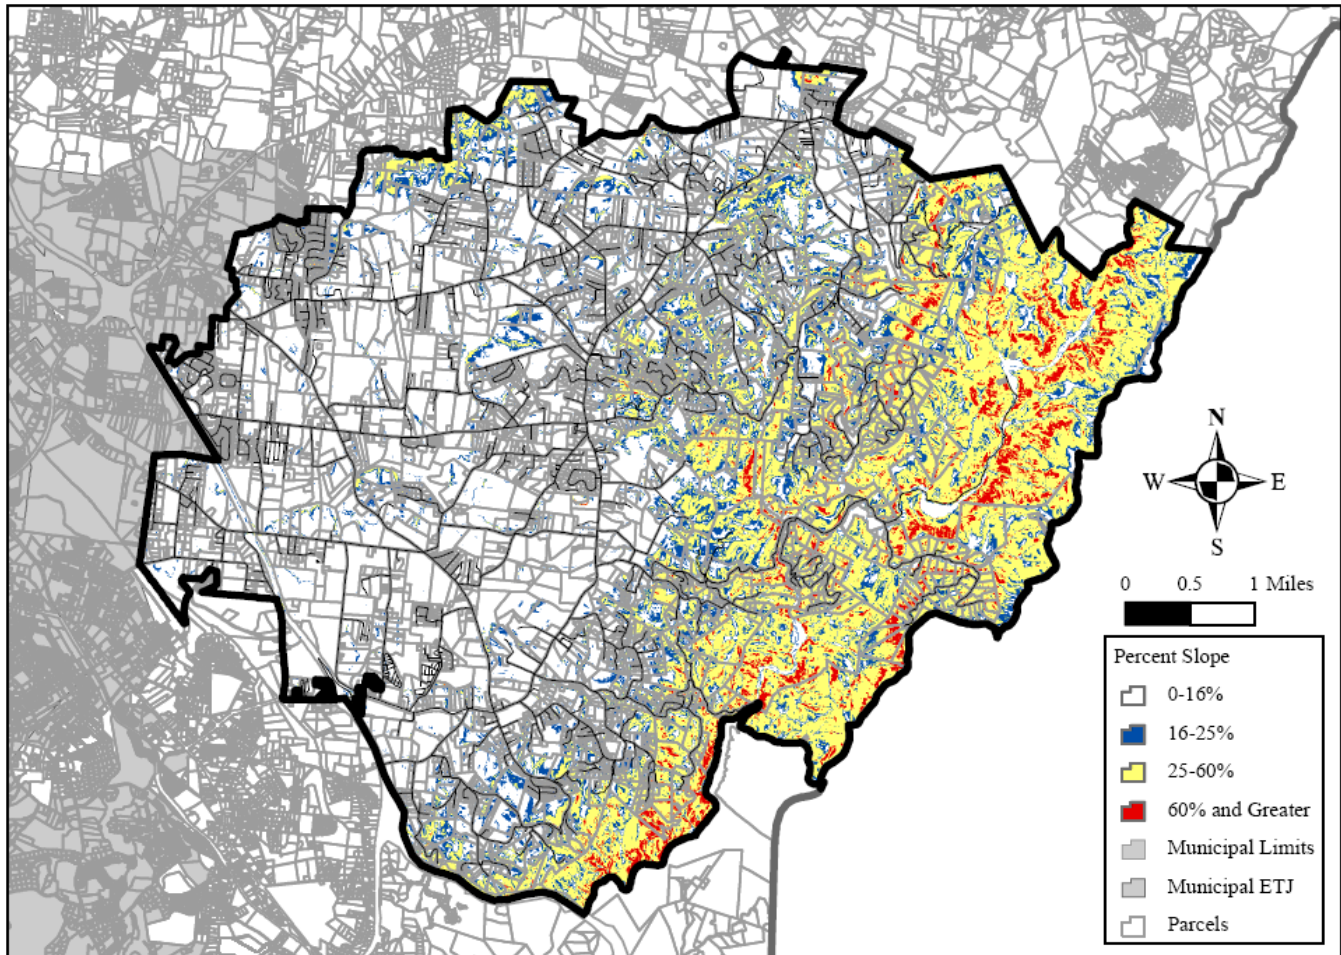 N
W E
S
0 0.5 1 Miles
Percent Slope
0-16%
16-25%
25-60%
60% and Greater
Municipal Limits
Municipal ETJ
Parcels